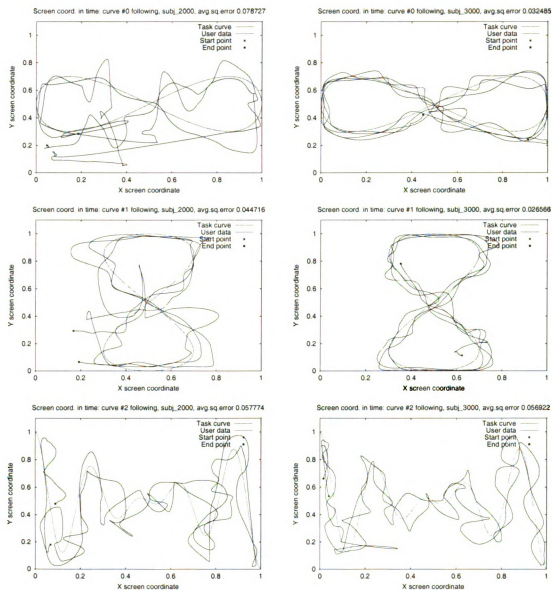 Screen coord. in time: curve #0 following, subj_2000, avg.sq.error 0.078727
Task curve
User data
Start point
End point
Y screen coordinate
1
0.8
0.6
0.4
0.2
0
0 0.2 0.4 0.6 0.8 1
X screen coordinate
Screen coord. in time: curve #0 following, subj_3000, avg.sq.error 0.032485
Task curve
User data
Start point
End point
Y screen coordinate
1
0.8
0.6
0.4
0.2
0
0 0.2 0.4 0.6 0.8 1
X screen coordinate
Screen coord. in time: curve #1 following, subj_2000, avg.sq.error 0.044716
Task curve
User data
Start point
End point
Y screen coordinate
1
0.8
0.6
0.4
0.2
0
0 0.2 0.4 0.6 0.8 1
X screen coordinate
Screen coord. in time: curve #1 following, subj_3000, avg.sq.error 0.026566
Task curve
User data
Start point
End point
Y screen coordinate
1
0.8
0.6
0.4
0.2
0
0 0.2 0.4 0.6 0.8 1
X screen coordinate
Screen coord. in time: curve #2 following, subj_2000, avg.sq.error 0.057774
Task curve
User data
Start point
End point
Y screen coordinate
1
0.8
0.6
0.4
0.2
0
0 0.2 0.4 0.6 0.8 1
X screen coordinate
Screen coord. in time: curve #2 following, subj_3000, avg.sq.error 0.056922
Task curve
User data
Start point
End point
Y screen coordinate
1
0.8
0.6
0.4
0.2
0
0 0.2 0.4 0.6 0.8 1
X screen coordinate